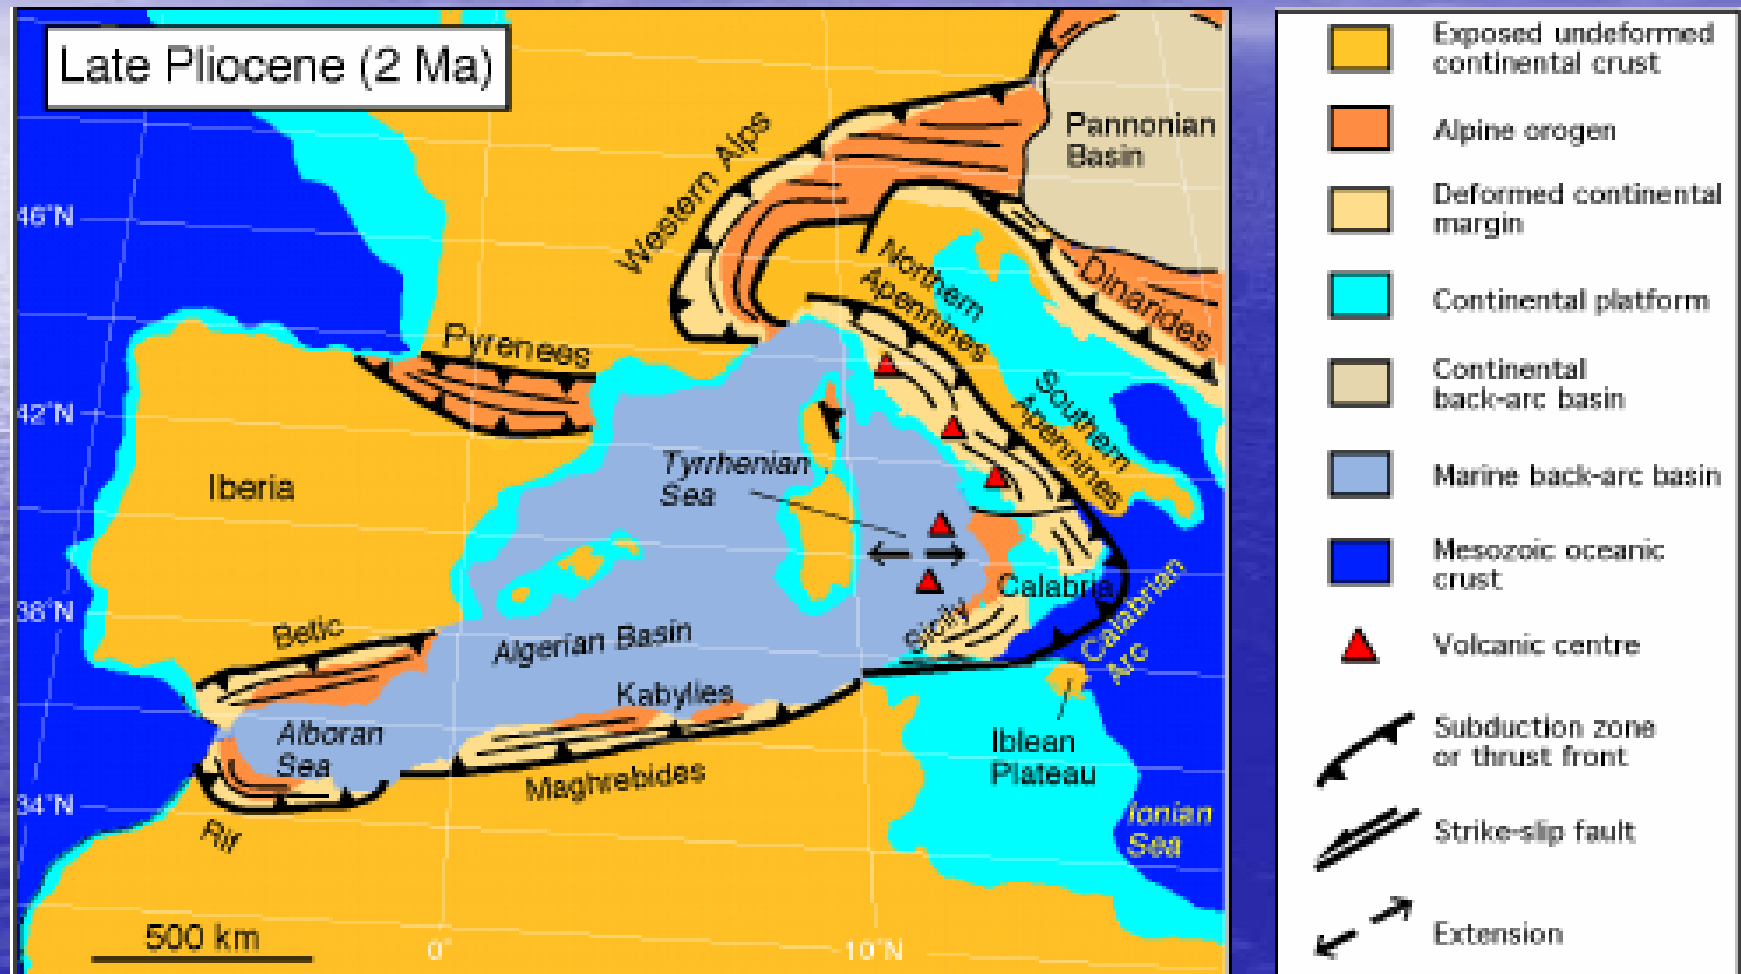 Late Pliocene (2 Ma)
Western Alps
Pannonian
Basin
46°N
Northern
Apennines
Dinarides
Pyrenees
42°N
Southern
Apennines
Iberia
Tyrrhenian
Sea
38°N
Betic
Algerian Basin
Calabria
Sicily
Calabrian
Arc
Kabylies
Alboran
Sea
Iblean
Plateau
Maghrebides
34°N
Rif
Ionian
Sea
500 km
0°
10°N
Exposed undeformed
continental crust
Alpine orogen
Deformed continental
margin
Continental platform
Continental
back-arc basin
Marine back-arc basin
Mesozoic oceanic
crust
Volcanic centre
Subduction zone
or thrust front
Strike-slip fault
Extension